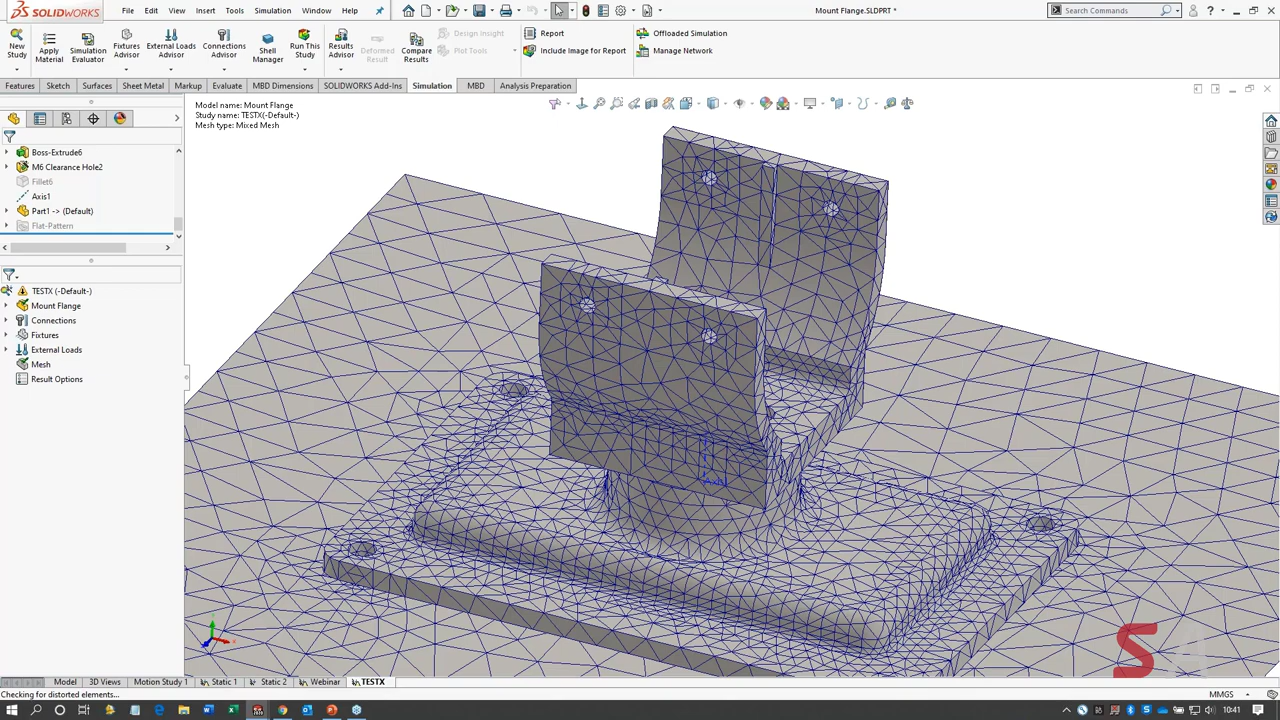 SOLIDWORKS
File
Edit
View
Insert
Tools
Simulation
Window
Help
Mount Flange.SLDPRT *
Search Commands
New Study
Apply Material
Simulation Evaluator
Fixtures Advisor
External Loads Advisor
Connections Advisor
Shell Manager
Run This Study
Results Advisor
Deformed Result
Compare Results
Design Insight
Plot Tools
Report
Include Image for Report
Offloaded Simulation
Manage Network
Features
Sketch
Surfaces
Sheet Metal
Markup
Evaluate
MBD Dimensions
SOLIDWORKS Add-Ins
Simulation
MBD
Analysis Preparation
Model name: Mount Flange
Study name: TESTX(-Default-)
Mesh type: Mixed Mesh
Boss-Extrude6
M6 Clearance Hole2
Fillet6
Axis1
Part1 -> (Default)
Flat-Pattern
TESTX (-Default-)
Mount Flange
Connections
Fixtures
External Loads
Mesh
Result Options
Model
3D Views
Motion Study 1
Static 1
Static 2
Webinar
TESTX
Checking for distorted elements...
MMGS
10:41